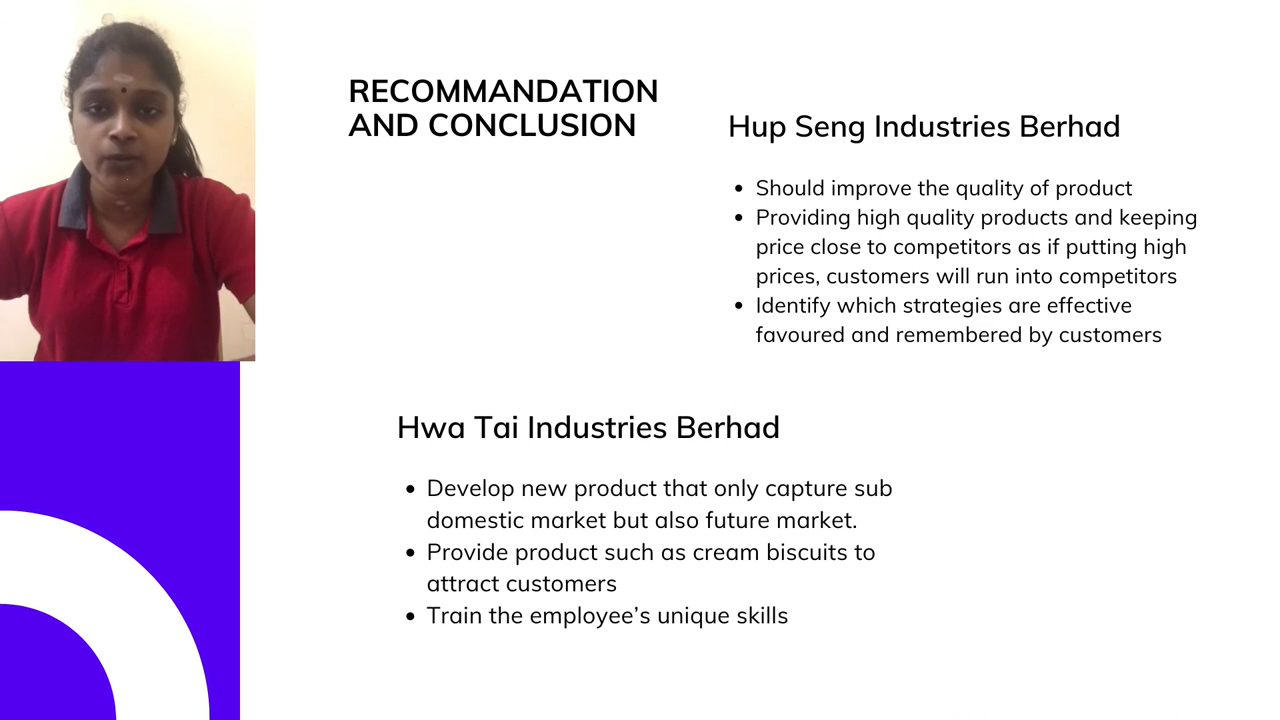 RECOMMANDATION
AND CONCLUSION
Hup Seng Industries Berhad
• Should improve the quality of product
• Providing high quality products and keeping
price close to competitors as if putting high
prices, customers will run into competitors
• Identify which strategies are effective
favoured and remembered by customers
Hwa Tai Industries Berhad
• Develop new product that only capture sub
domestic market but also future market.
• Provide product such as cream biscuits to
attract customers
• Train the employee’s unique skills